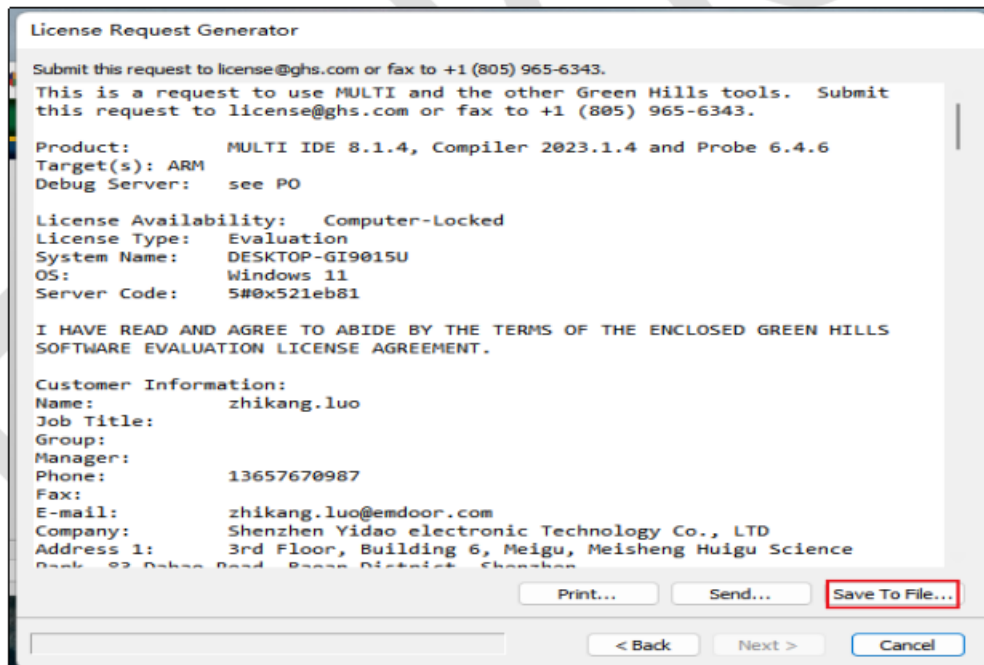 License Request Generator
Submit this request to license@ghs.com or fax to +1 (805) 965-6343.
This is a request to use MULTI and the other Green Hills tools.  Submit
this request to license@ghs.com or fax to +1 (805) 965-6343.
Product: MULTI IDE 8.1.4, Compiler 2023.1.4 and Probe 6.4.6
Target(s): ARM
Debug Server: see PO
License Availability: Computer-Locked
License Type: Evaluation
System Name: DESKTOP-GI9015U
OS: Windows 11
Server Code: 5#0x521eb81
I HAVE READ AND AGREE TO ABIDE BY THE TERMS OF THE ENCLOSED GREEN HILLS
SOFTWARE EVALUATION LICENSE AGREEMENT.
Customer Information:
Name: zhikang.luo
Job Title:
Group:
Manager:
Phone: 13657670987
Fax:
E-mail: zhikang.luo@emdoor.com
Company: Shenzhen Yidao electronic Technology Co., LTD
Address 1: 3rd Floor, Building 6, Meigu, Meisheng Huigu Science
Park, 83 Dabao Road, Baoan District, Shenzhen
Print... Send... Save To File...
< Back Next > Cancel